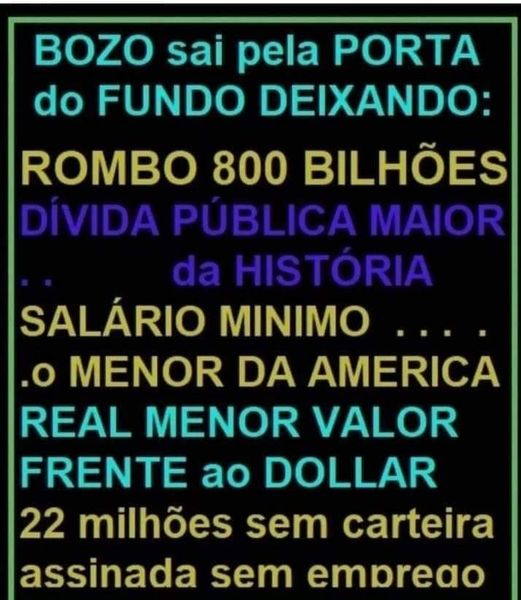 BOZO sai pela PORTA
do FUNDO DEIXANDO:
ROMBO 800 BILHÕES
DÍVIDA PÚBLICA MAIOR
. . da HISTÓRIA
SALÁRIO MINIMO . . . .
.o MENOR DA AMERICA
REAL MENOR VALOR
FRENTE ao DOLLAR
22 milhões sem carteira
assinada sem emprego